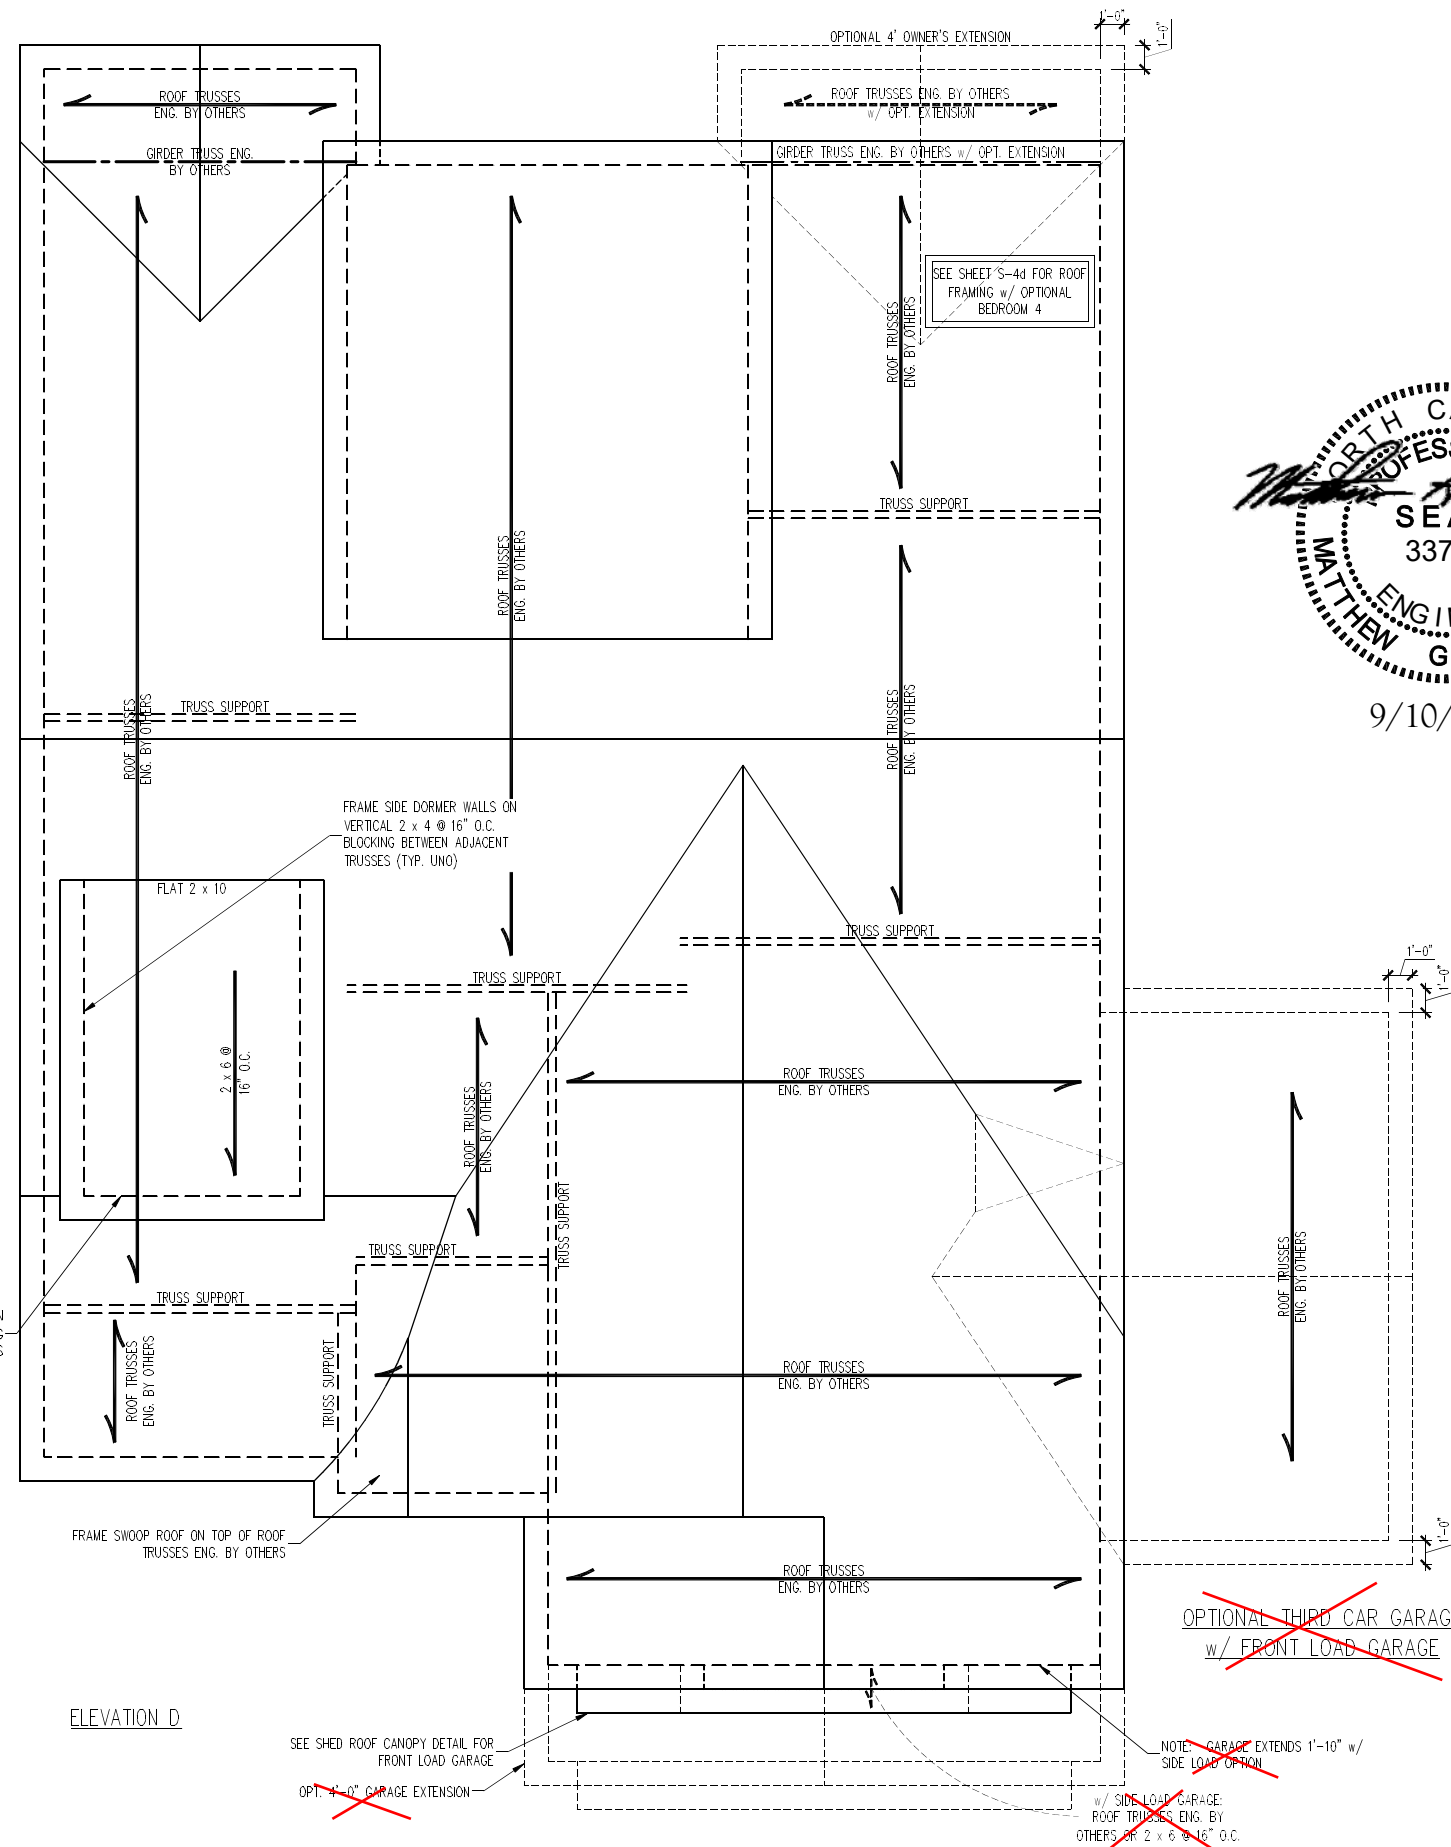 1'-0"
1'-0"
OPTIONAL 4' OWNER'S EXTENSION
ROOF TRUSSES
ENG. BY OTHERS
ROOF TRUSSES ENG. BY OTHERS
w/ OPT. EXTENSION
GIRDER TRUSS ENG.
BY OTHERS
GIRDER TRUSS ENG. BY OTHERS w/ OPT. EXTENSION
SEE SHEET S-4d FOR ROOF
FRAMING w/ OPTIONAL
BEDROOM 4
ROOF TRUSSES
ENG. BY OTHERS
SEA
337
MATTHEW
G
9/10/
TRUSS SUPPORT
ROOF TRUSSES
ENG. BY OTHERS
TRUSS SUPPORT
ROOF TRUSSES
ENG. BY OTHERS
ROOF TRUSSES
ENG. BY OTHERS
FRAME SIDE DORMER WALLS ON
VERTICAL 2 x 4 @ 16" O.C.
BLOCKING BETWEEN ADJACENT
TRUSSES (TYP. UNO)
FLAT 2 x 10
TRUSS SUPPORT
1'-0"
1'-0"
TRUSS SUPPORT
2 x 6 @
16" O.C.
ROOF TRUSSES
ENG. BY OTHERS
ROOF TRUSSES
ENG. BY OTHERS
TRUSS SUPPORT
TRUSS SUPPORT
TRUSS SUPPORT
ROOF TRUSSES
ENG. BY OTHERS
ROOF TRUSSES
ENG. BY OTHERS
TRUSS SUPPORT
ROOF TRUSSES
ENG. BY OTHERS
FRAME SWOOP ROOF ON TOP OF ROOF
TRUSSES ENG. BY OTHERS
1'-0"
ROOF TRUSSES
ENG. BY OTHERS
OPTIONAL THIRD CAR GARAG
w/ FRONT LOAD GARAGE
ELEVATION D
SEE SHED ROOF CANOPY DETAIL FOR
FRONT LOAD GARAGE
OPT. 4'-0" GARAGE EXTENSION
NOTE: GARAGE EXTENDS 1'-10" w/
SIDE LOAD OPTION
w/ SIDE LOAD GARAGE:
ROOF TRUSSES ENG. BY
OTHERS OR 2 x 6 @ 16" O.C.